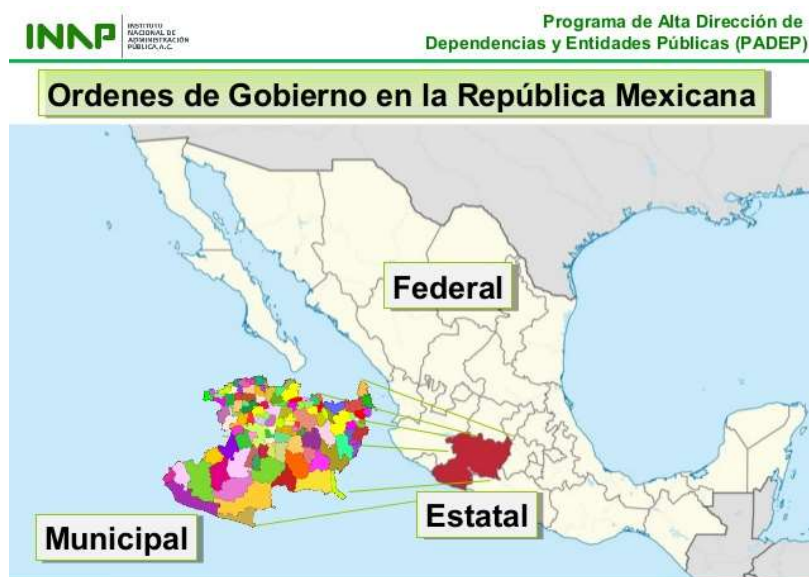 INAP
INSTITUTO
NACIONAL DE
ADMINISTRACIÓN
PÚBLICA, A.C.
Programa de Alta Dirección de
Dependencias y Entidades Públicas (PADEP)
Ordenes de Gobierno en la República Mexicana
Federal
Estatal
Municipal